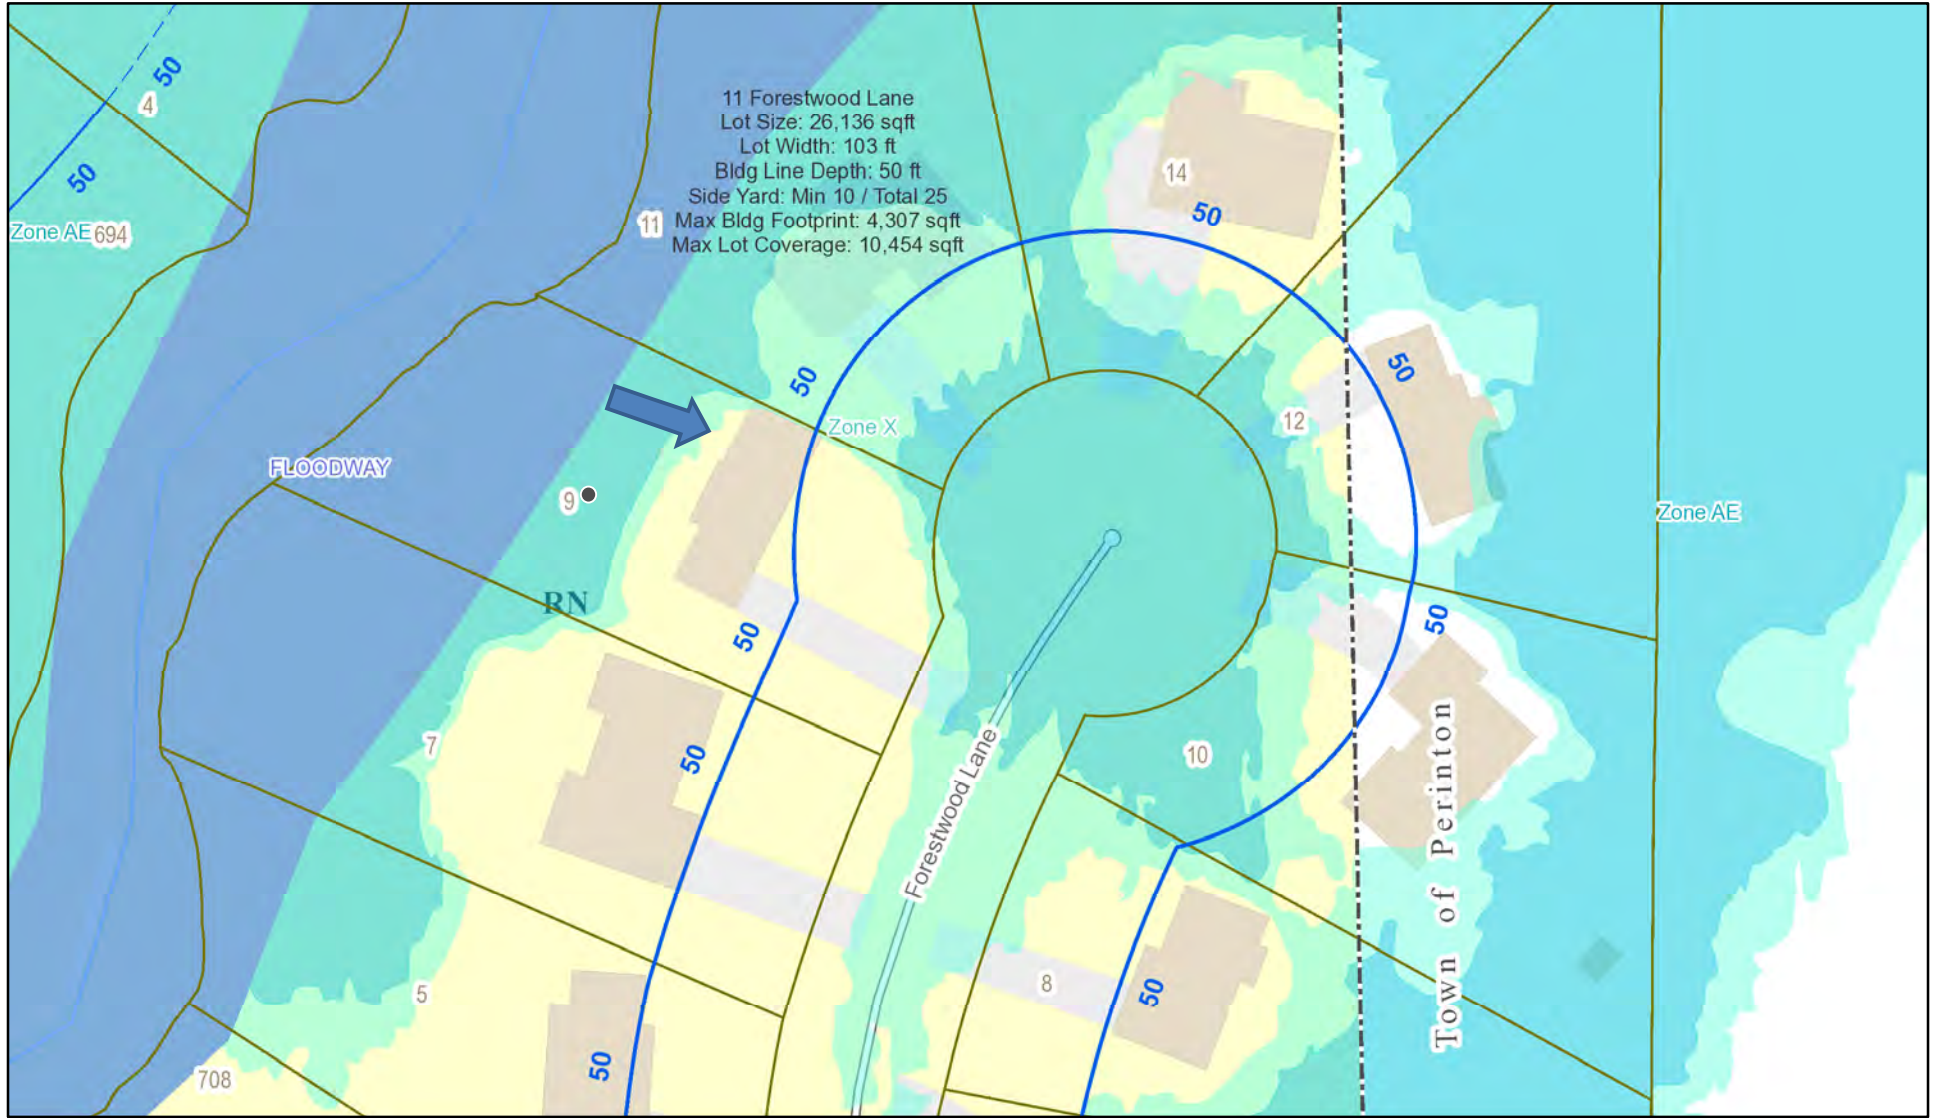 50
4
50
Zone AE 694
11 Forestwood Lane
Lot Size: 26,136 sqft
Lot Width: 103 ft
Bldg Line Depth: 50 ft
Side Yard: Min 10 / Total 25
Max Bldg Footprint: 4,307 sqft
Max Lot Coverage: 10,454 sqft
11
14
50
50
50
12
Zone X
FLOODWAY
9
Zone AE
RN
50
50
7
50
10
Forestwood Lane
Town of Perinton
5
8
50
50
708